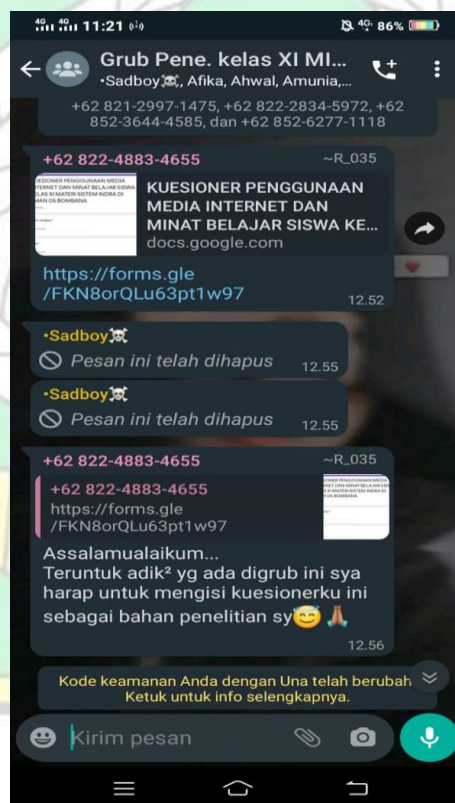 4G 4G 11:21 4G+ 86%
Grub Pene. kelas XI MI...
•Sadboy☠️, Afika, Ahwal, Amunia,...
+62 821-2997-1475, +62 822-2834-5972, +62
852-3644-4585, dan +62 852-6277-1118
+62 822-4883-4655 ~R_035
KUESIONER PENGGUNAAN
MEDIA INTERNET DAN
MINAT BELAJAR SISWA KE...
docs.google.com
https://forms.gle
/FKN8orQLu63pt1w97
12.52
•Sadboy☠️
Pesan ini telah dihapus 12.55
•Sadboy☠️
Pesan ini telah dihapus 12.55
+62 822-4883-4655 ~R_035
+62 822-4883-4655
https://forms.gle
/FKN8orQLu63pt1w97
Assalamualaikum...
Teruntuk adik² yg ada digrub ini sya
harap untuk mengisi kuesionerku ini
sebagai bahan penelitian sy😇🙏🏽
12.56
Kode keamanan Anda dengan Una telah berubah
Ketuk untuk info selengkapnya.
Kirim pesan